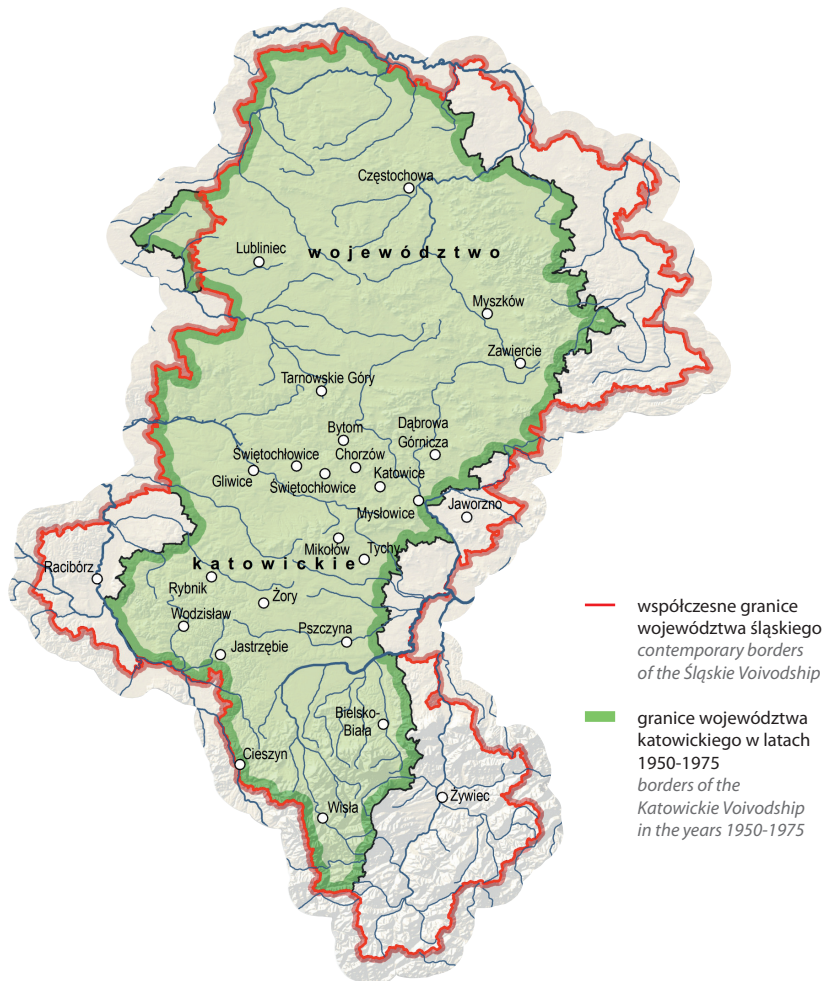 Częstochowa
Lubliniec
województwo
Myszków
Zawiercie
Tarnowskie Góry
Bytom
Dąbrowa
Górnicza
Świętochłowice
Chorzów
Gliwice
Świętochłowice
Katowice
Mysłowice
Jaworzno
Mikołów
Tychy
katowickie
Racibórz
Rybnik
Żory
Wodzisław
Pszczyna
Jastrzębie
Bielsko-
Biała
Cieszyn
Żywiec
Wisła
współczesne granice
województwa śląskiego
contemporary borders
of the Śląskie Voivodship
granice województwa
katowickiego w latach
1950-1975
borders of the
Katowickie Voivodship
in the years 1950-1975